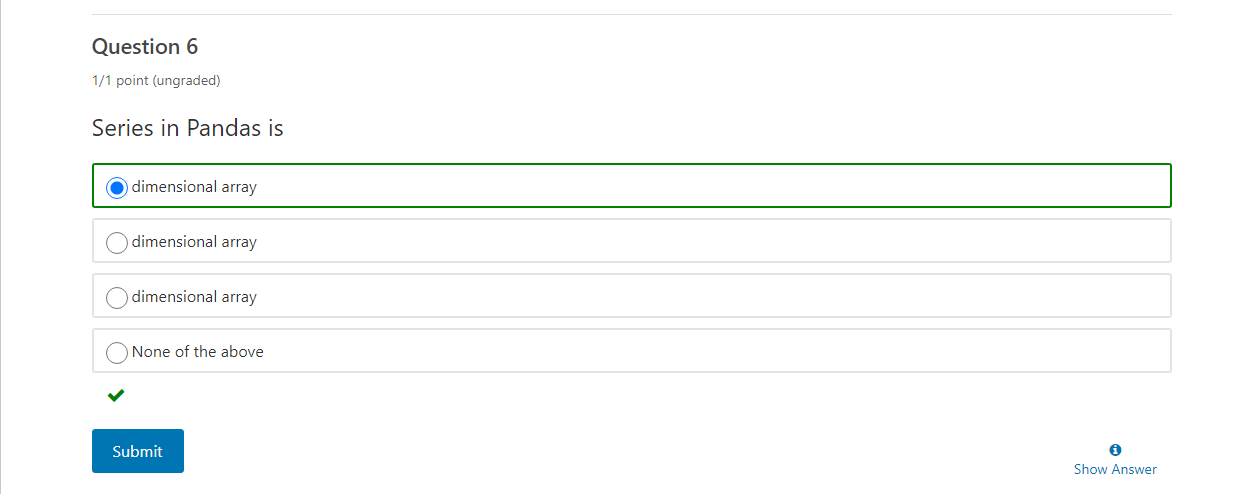 Question 6
1/1 point (ungraded)
Series in Pandas is
dimensional array
dimensional array
dimensional array
None of the above
Submit
Show Answer